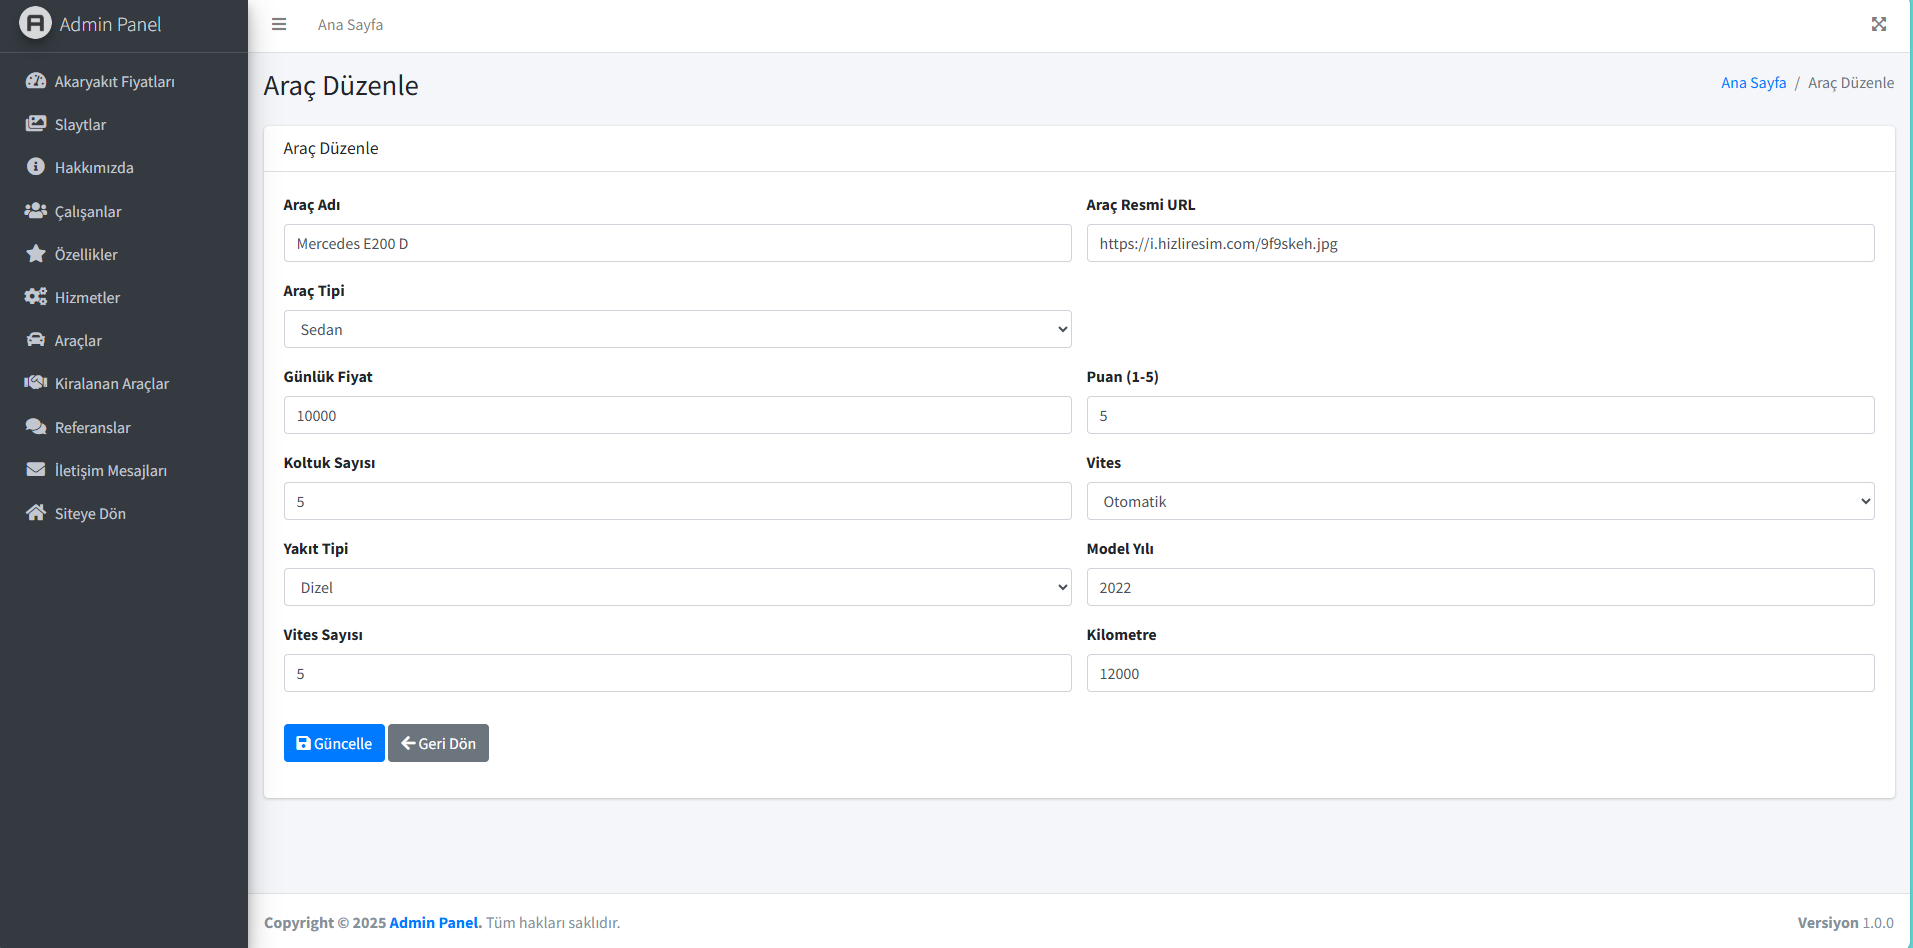 Admin Panel
Ana Sayfa
Akaryakıt Fiyatları
Slaytlar
Hakkımızda
Çalışanlar
Özellikler
Hizmetler
Araçlar
Kiralanan Araçlar
Referanslar
İletişim Mesajları
Siteye Dön
Araç Düzenle
Ana Sayfa / Araç Düzenle
Araç Düzenle
Araç Adı
Mercedes E200 D
Araç Resmi URL
https://i.hizliresim.com/9f9skeh.jpg
Araç Tipi
Sedan
Günlük Fiyat
10000
Puan (1-5)
5
Koltuk Sayısı
5
Vites
Otomatik
Yakıt Tipi
Dizel
Model Yılı
2022
Vites Sayısı
5
Kilometre
12000
Güncelle
Geri Dön
Copyright © 2025 Admin Panel. Tüm hakları saklıdır.
Versiyon 1.0.0